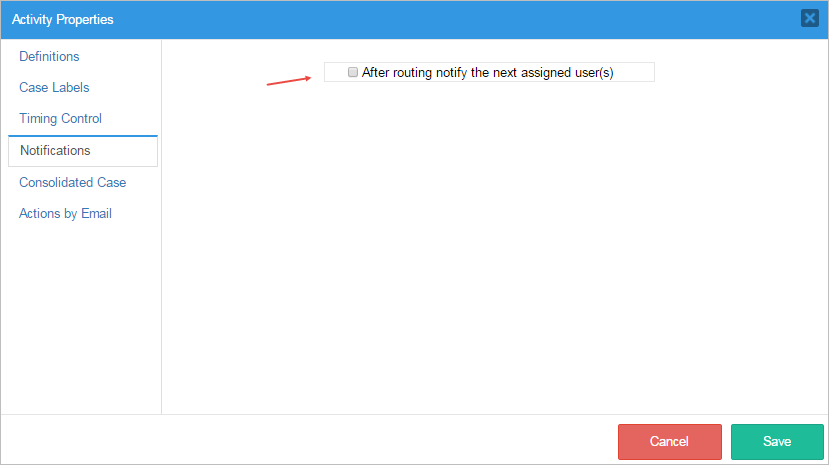 Activity Properties
Definitions
Case Labels
Timing Control
Notifications
Consolidated Case
Actions by Email
After routing notify the next assigned user(s)
Cancel
Save